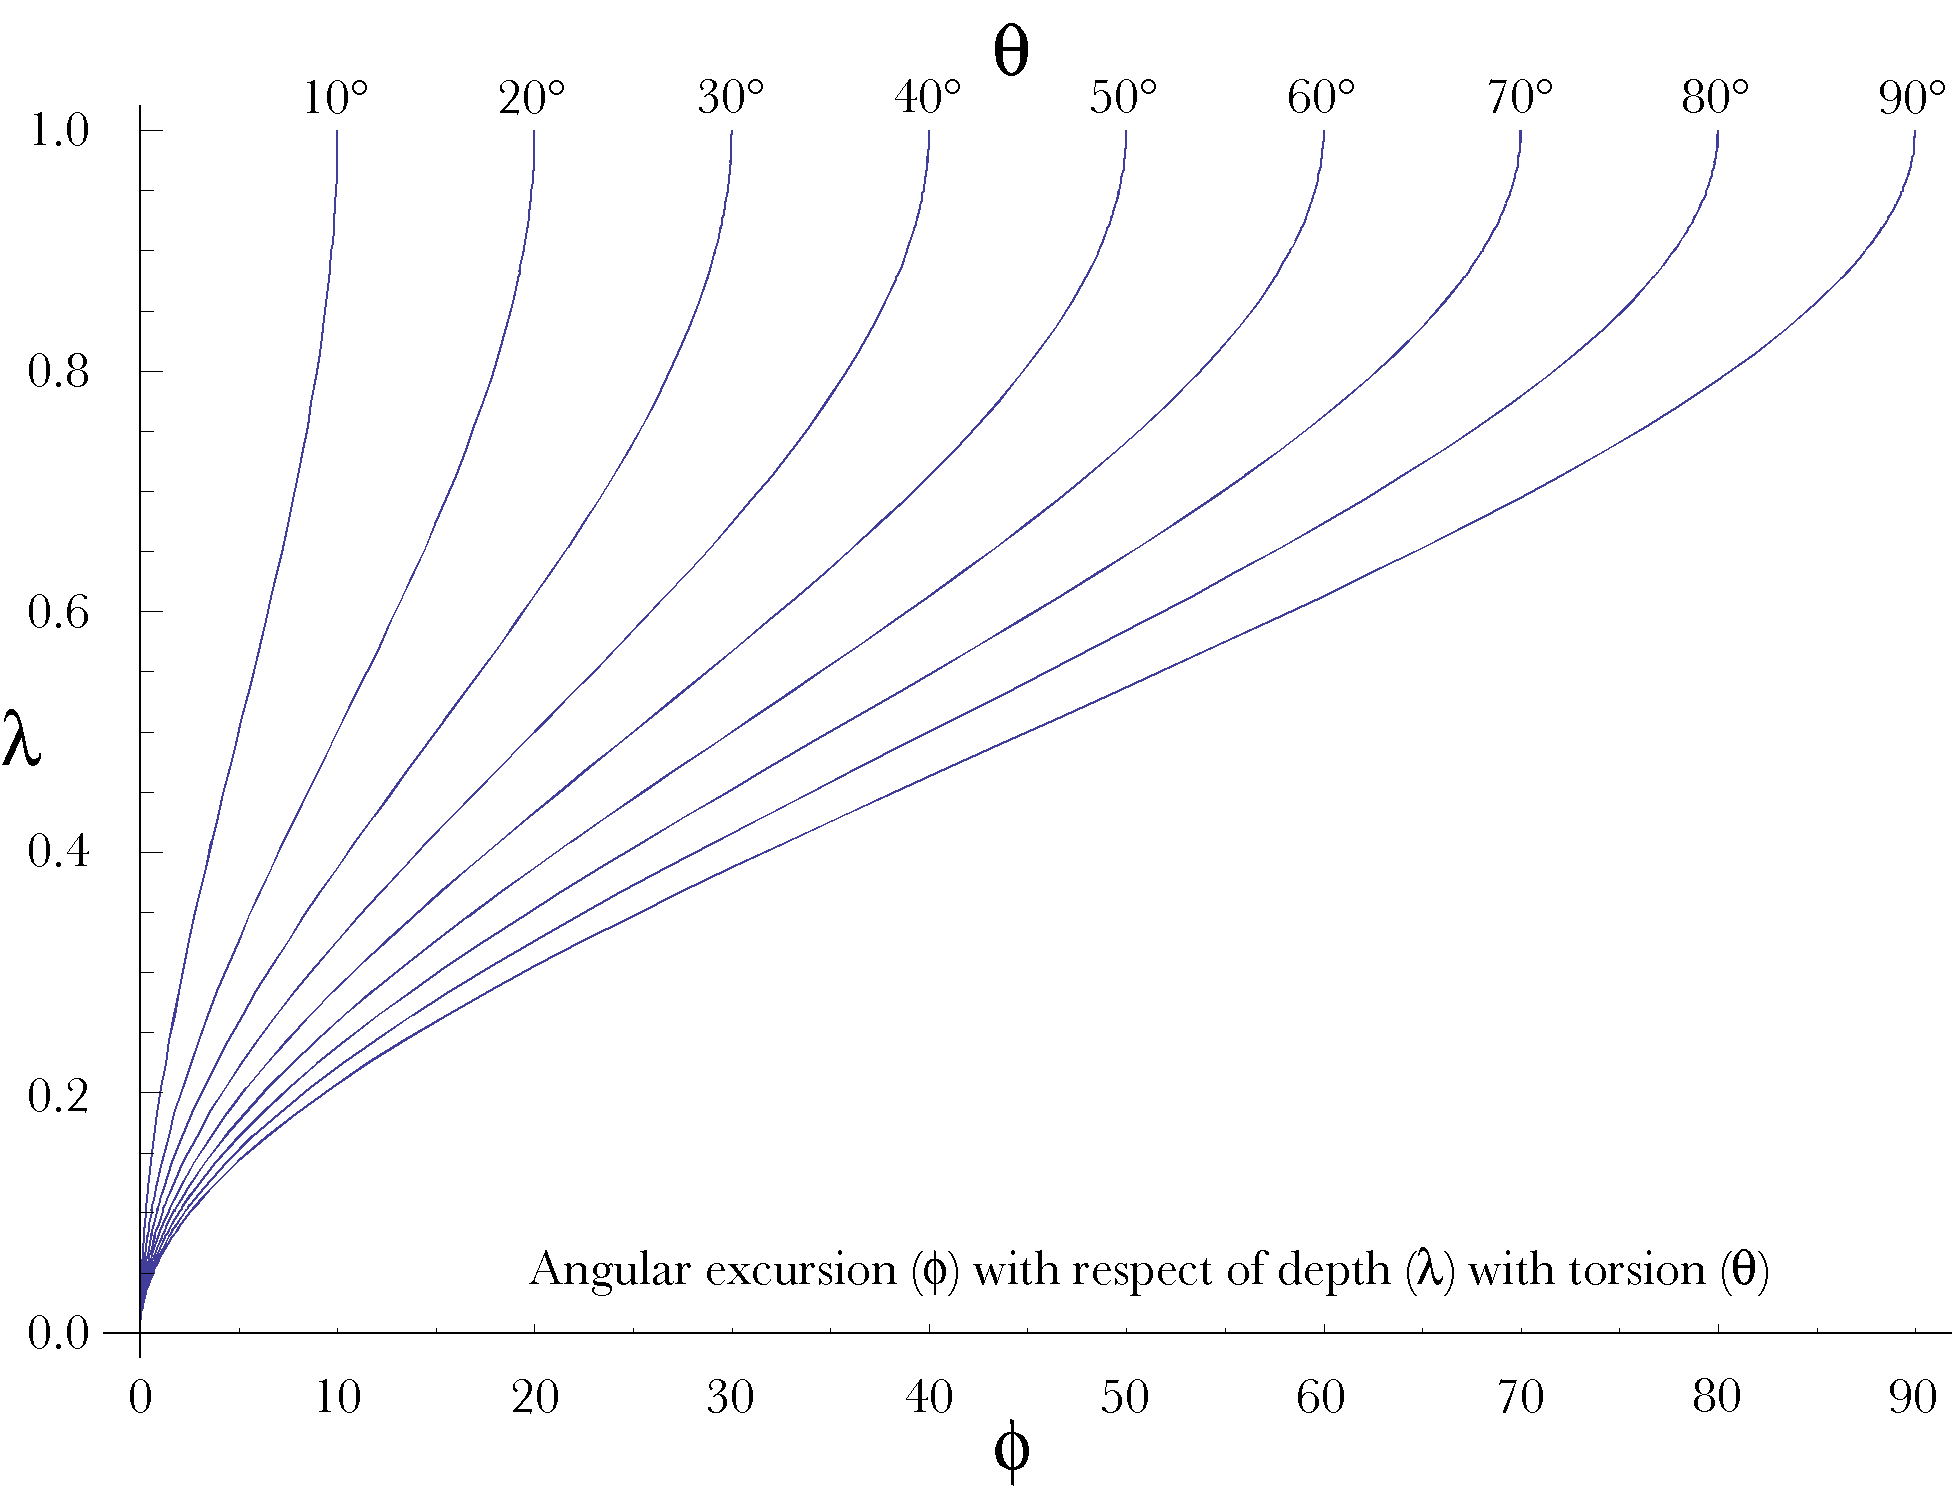 θ
10° 20° 30° 40° 50° 60° 70° 80° 90°
1.0
0.8
0.6
λ
0.4
0.2
Angular excursion (ϕ) with respect of depth (λ) with torsion (θ)
0.0
0 10 20 30 40 50 60 70 80 90
ϕ